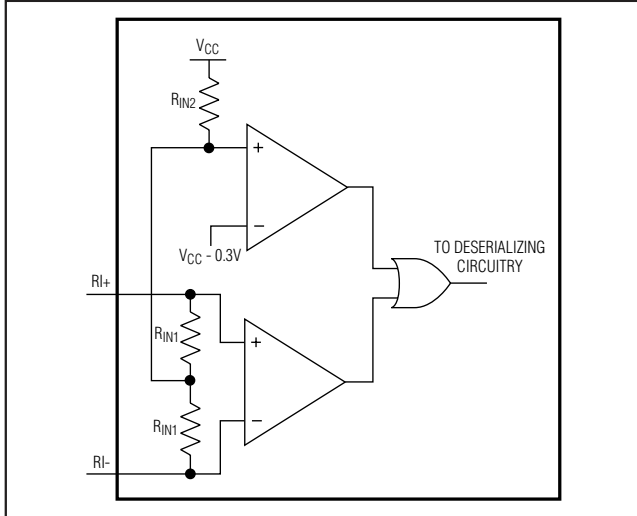 VCC
RIN2
+
−
VCC - 0.3V
TO DESERIALIZING
CIRCUITRY
RI+
RIN1
+
RIN1
−
RI-